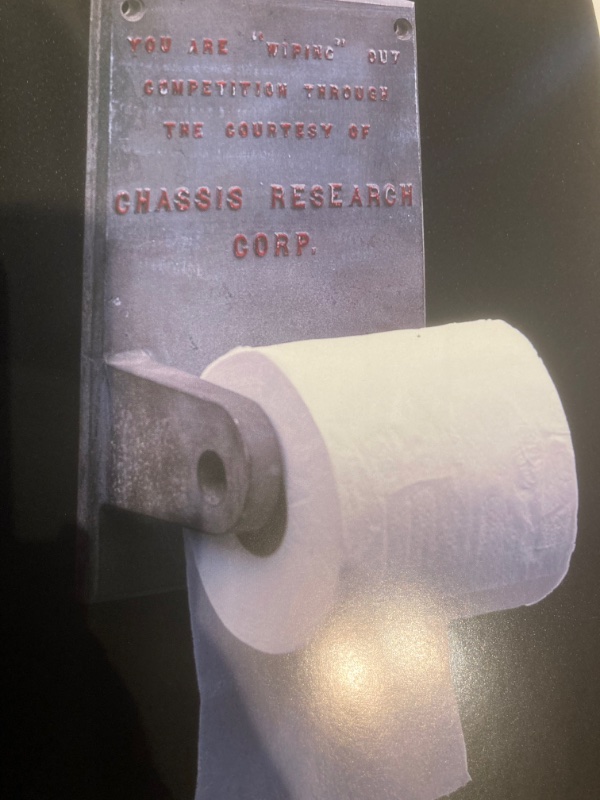 YOU ARE "WIPING" OUT
COMPETITION THROUGH
THE COURTESY OF
CHASSIS RESEARCH
CORP.